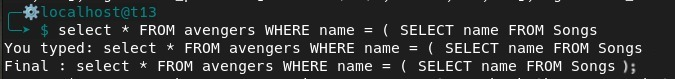 localhost@t13
$ select * FROM avengers WHERE name = ( SELECT name FROM Songs
You typed: select * FROM avengers WHERE name = ( SELECT name FROM Songs
Final : select * FROM avengers WHERE name = ( SELECT name FROM Songs );